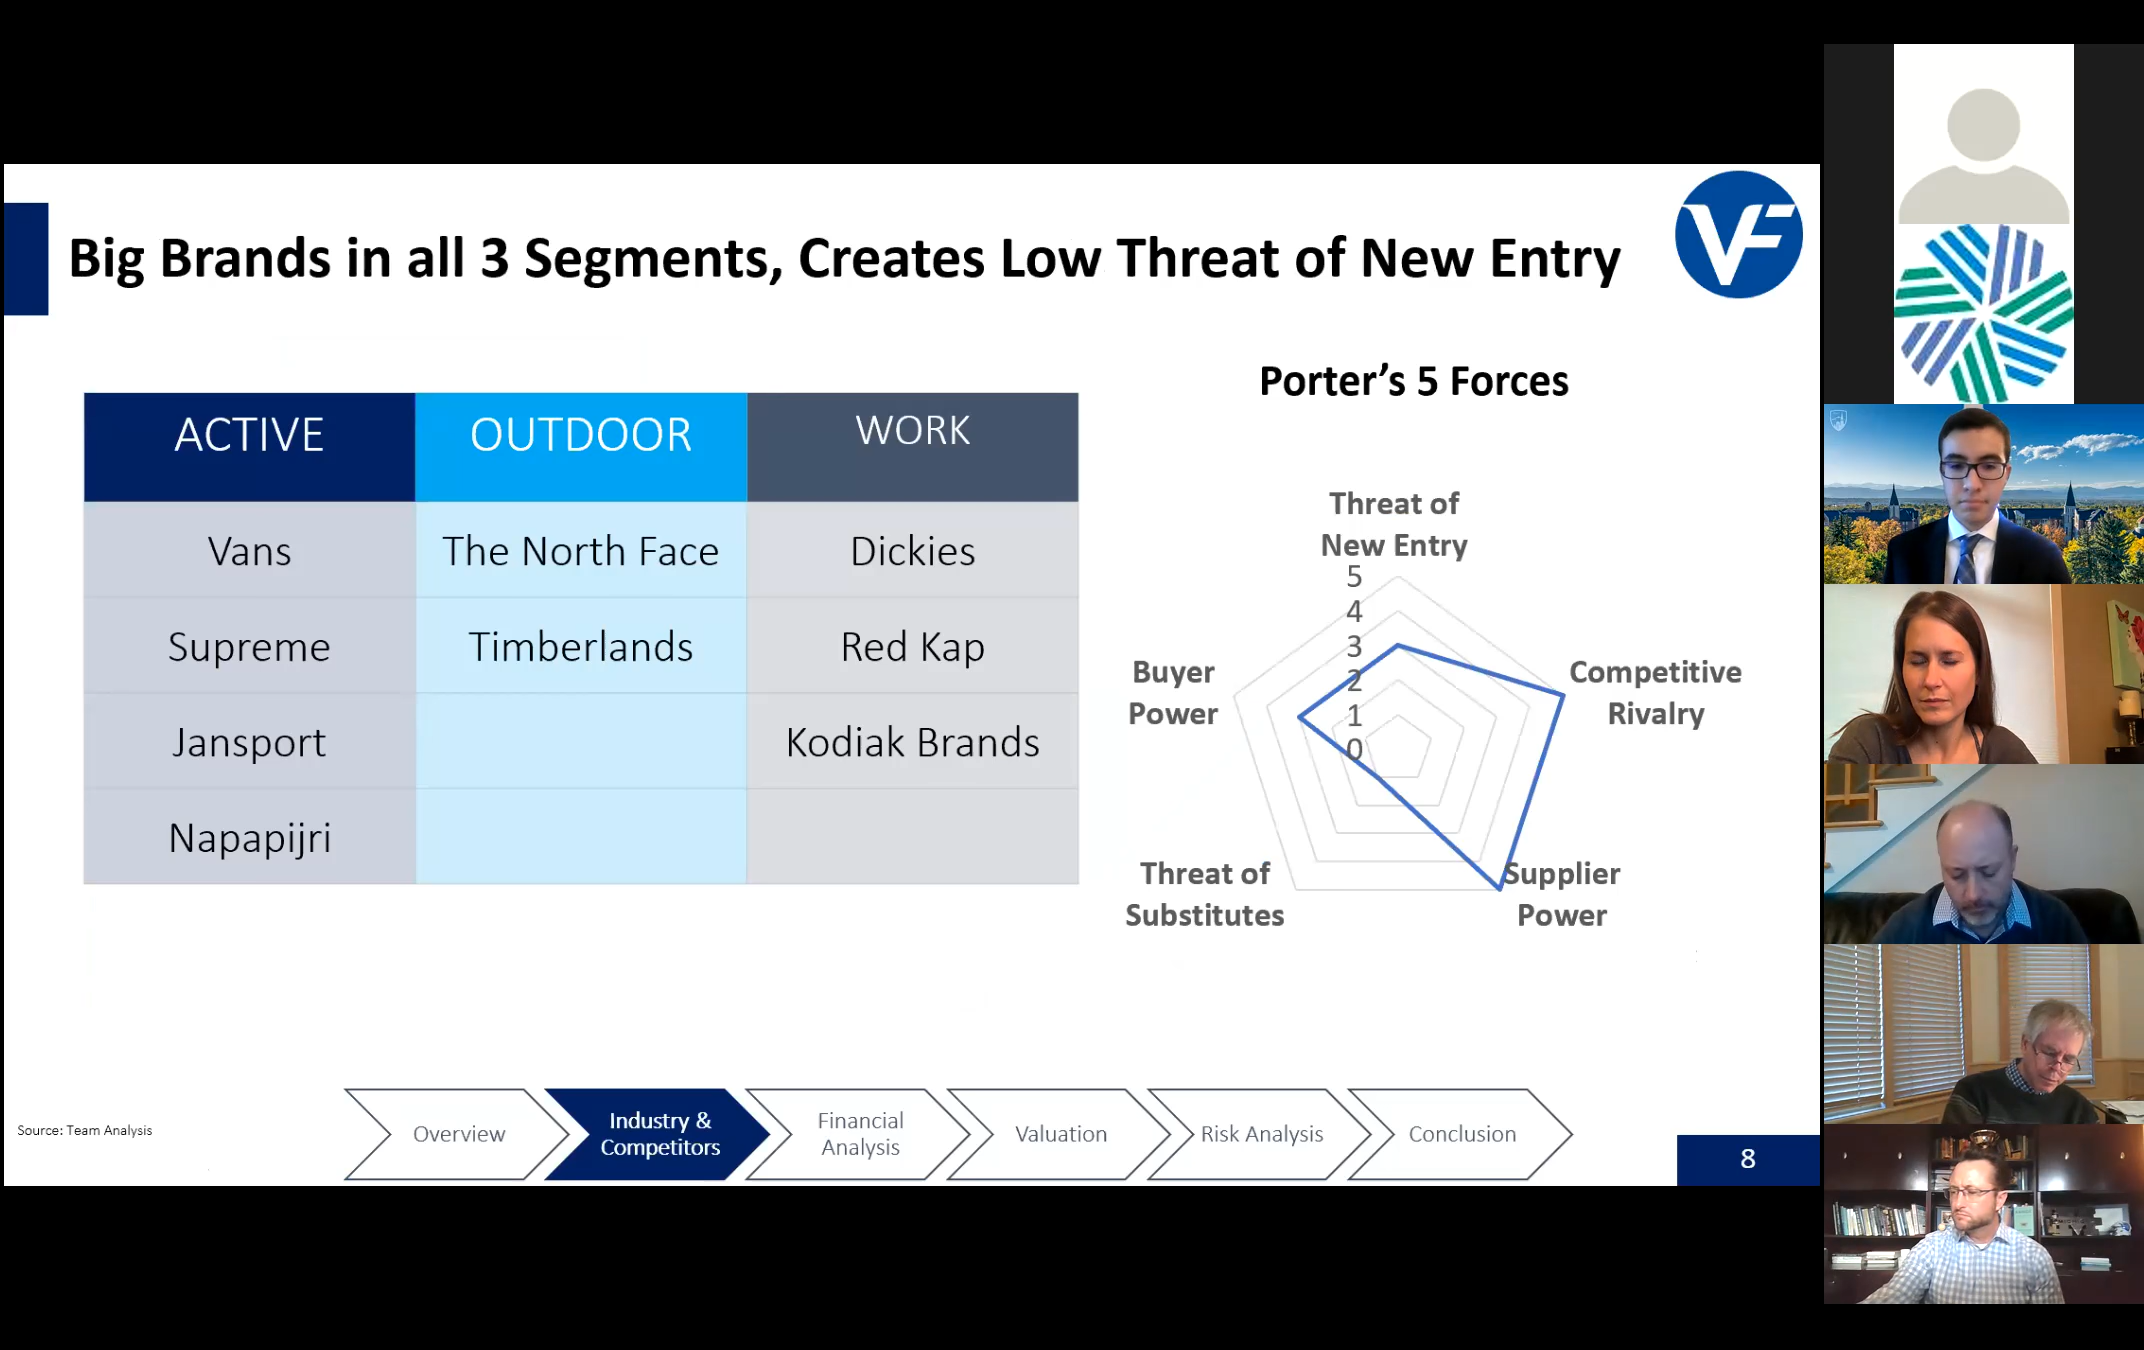 Big Brands in all 3 Segments, Creates Low Threat of New Entry
VF
ACTIVE
OUTDOOR
WORK
Vans
The North Face
Dickies
Supreme
Timberlands
Red Kap
Jansport
Kodiak Brands
Napapijri
Porter's 5 Forces
Threat of
New Entry
5
4
3
2
1
0
Competitive
Rivalry
Supplier
Power
Threat of
Substitutes
Buyer
Power
Source: Team Analysis
Overview
Industry &
Competitors
Financial
Analysis
Valuation
Risk Analysis
Conclusion
8